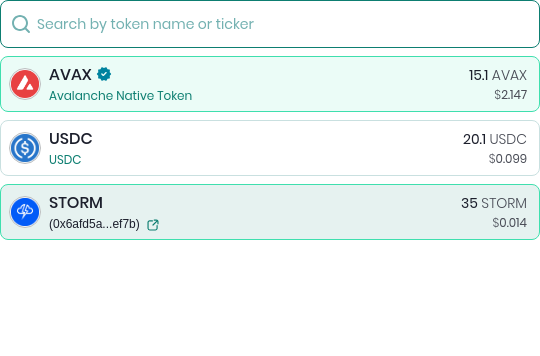 Search by token name or ticker
AVAX 15.1 AVAX
Avalanche Native Token $2.147
USDC 20.1 USDC
USDC $0.099
STORM 35 STORM
(0x6afd5a...ef7b) $0.014